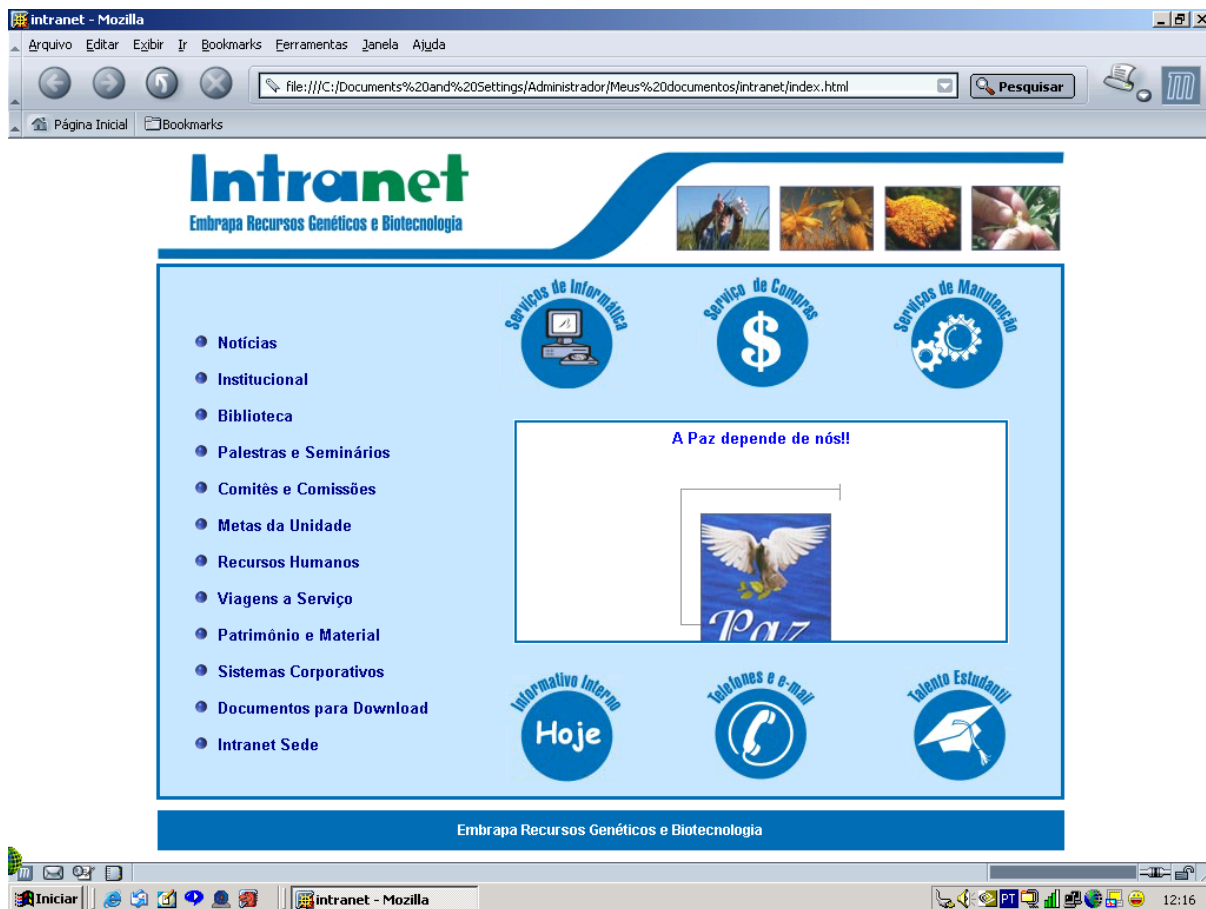 intranet - Mozilla
Arquivo Editar Exibir Ir Bookmarks Ferramentas Janela Ajuda
file:///C:/Documents%20and%20Settings/Administrador/Meus%20documentos/intranet/index.html
Pesquisar
Página Inicial Bookmarks
Intranet
Embrapa Recursos Genéticos e Biotecnologia
Serviços de Informática
Serviço de Compras
$
Serviços de Manutenção
Notícias
Institucional
Biblioteca
Palestras e Seminários
Comitês e Comissões
Metas da Unidade
Recursos Humanos
Viagens a Serviço
Patrimônio e Material
Sistemas Corporativos
Documentos para Download
Intranet Sede
A Paz depende de nós!!
Paz
Informativo Interno
Hoje
Telefones e e-mail
Talento Estudantil
Embrapa Recursos Genéticos e Biotecnologia
Iniciar
intranet - Mozilla
PT
12:16